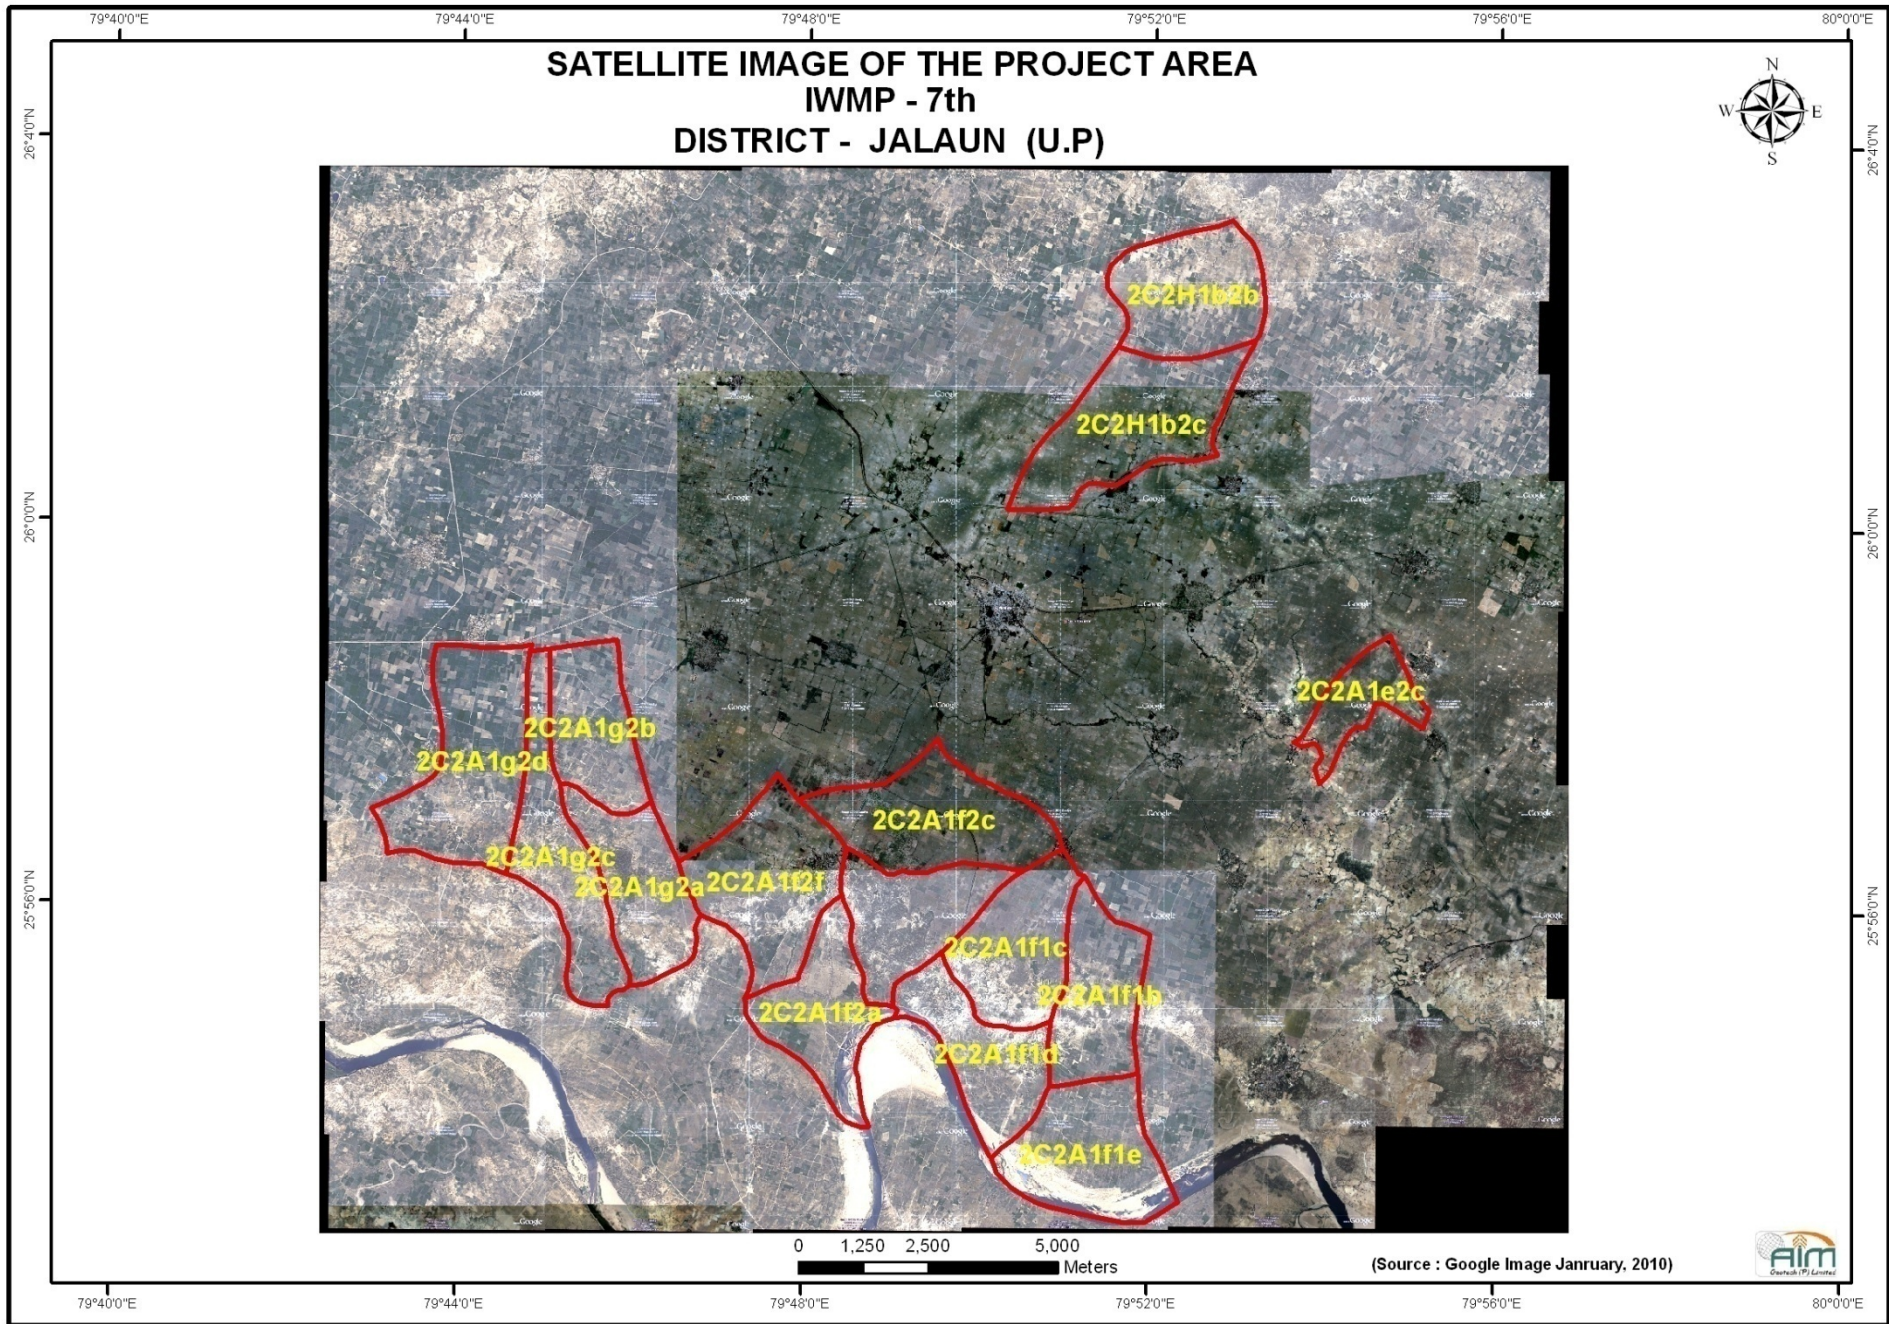 79°40'0"E 79°44'0"E 79°48'0"E 79°52'0"E 79°56'0"E 80°0'0"E
SATELLITE IMAGE OF THE PROJECT AREA
IWMP - 7th
DISTRICT - JALAUN (U.P)
N
W E
S
26°4'0"N 26°4'0"N
2C2H1b2b
2C2H1b2c
26°0'0"N 26°0'0"N
2C2A1e2c
2C2A1g2b
2C2A1g2d
2C2A1f2c
2C2A1g2c
2C2A1g2a 2C2A1f2f
25°56'0"N 25°56'0"N
2C2A1f1c
2C2A1f1b
2C2A1f2a
2C2A1f1d
2C2A1f1e
0 1,250 2,500 5,000
Meters
(Source : Google Image Janruary, 2010)
AIM
Geotech (P) Limited
79°40'0"E 79°44'0"E 79°48'0"E 79°52'0"E 79°56'0"E 80°0'0"E